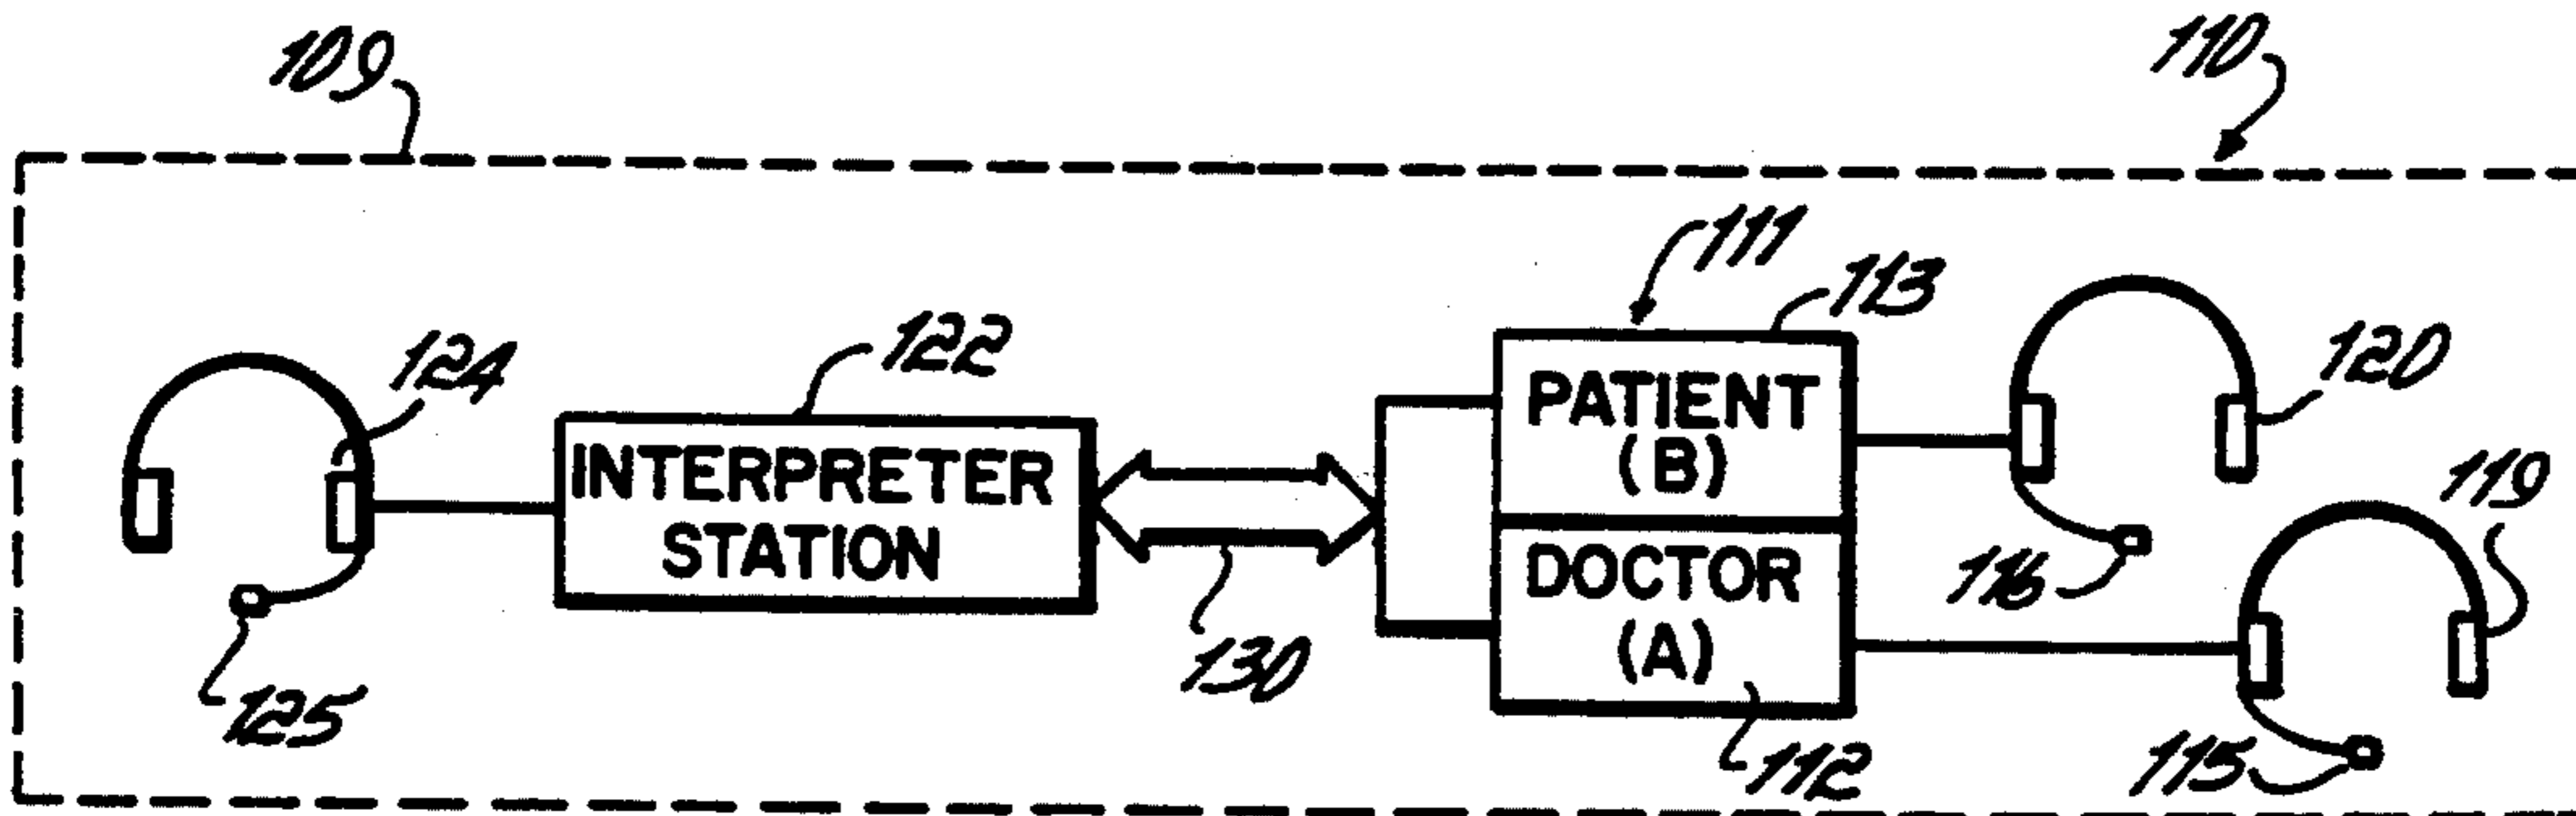 109
110
111
113
120
122
124
PATIENT
(B)
119
INTERPRETER
STATION
116
DOCTOR
(A)
130
125
112
115